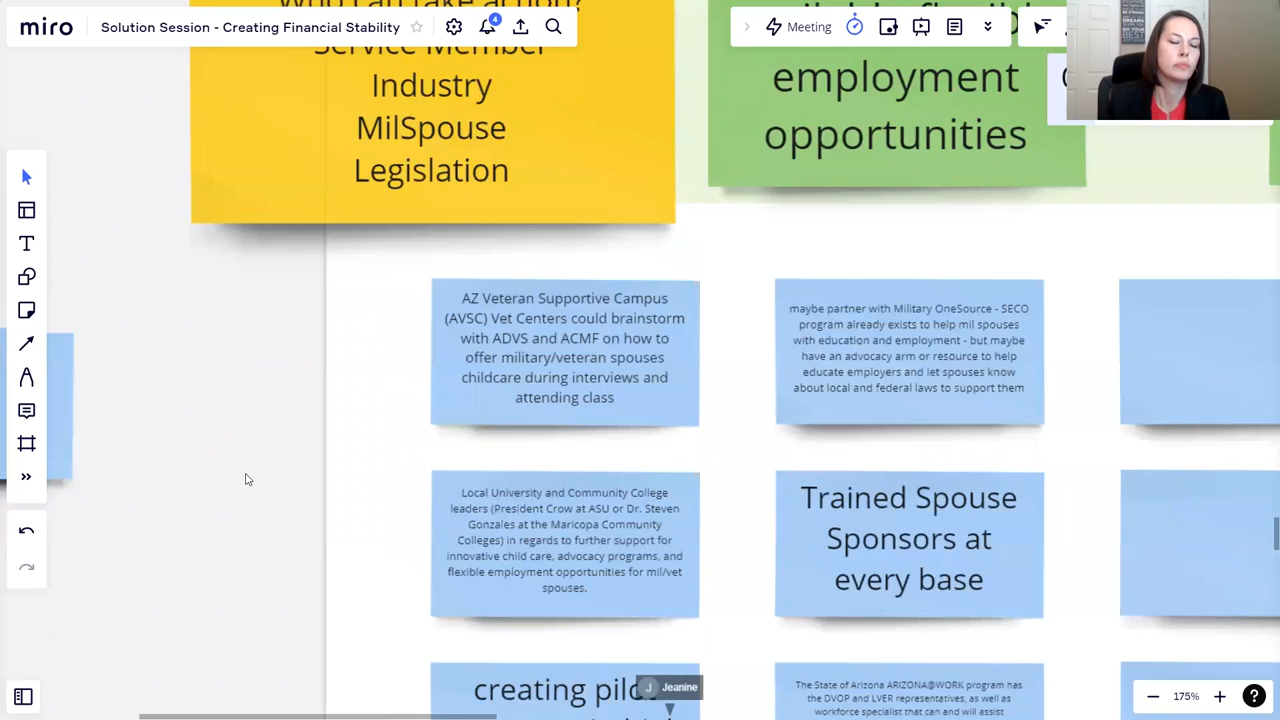 miro
Solution Session - Creating Financial Stability
4
Meeting
Who can take action?
Service Member
Industry
MilSpouse
Legislation
flexible
employment
opportunities
AZ Veteran Supportive Campus
(AVSC) Vet Centers could brainstorm
with ADVS and ACMF on how to
offer military/veteran spouses
childcare during interviews and
attending class
maybe partner with Military OneSource - SECO
program already exists to help mil spouses
with education and employment - but maybe
have an advocacy arm or resource to help
educate employers and let spouses know
about local and federal laws to support them
Local University and Community College
leaders (President Crow at ASU or Dr. Steven
Gonzales at the Maricopa Community
Colleges) in regards to further support for
innovative child care, advocacy programs, and
flexible employment opportunities for mil/vet
spouses.
Trained Spouse
Sponsors at
every base
creating
J Jeanine
The State of Arizona ARIZONA@WORK program has
the DVOP and LVER representatives, as well as
workforce specialist that can and will assist
175%